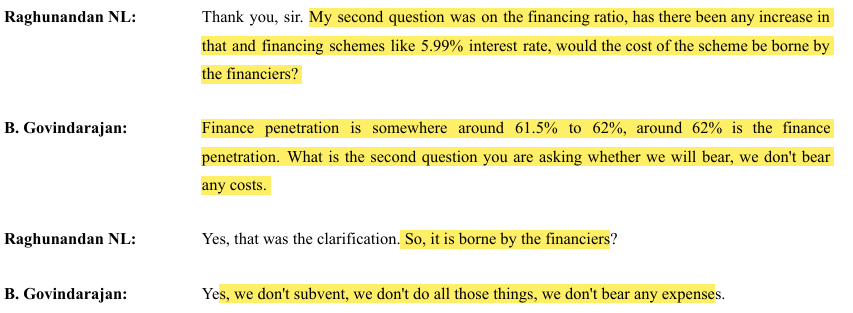 Raghunandan NL: Thank you, sir. My second question was on the financing ratio, has there been any increase in
that and financing schemes like 5.99% interest rate, would the cost of the scheme be borne by
the financiers?
B. Govindarajan: Finance penetration is somewhere around 61.5% to 62%, around 62% is the finance
penetration. What is the second question you are asking whether we will bear, we don't bear
any costs.
Raghunandan NL: Yes, that was the clarification. So, it is borne by the financiers?
B. Govindarajan: Yes, we don't subvent, we don't do all those things, we don't bear any expenses.